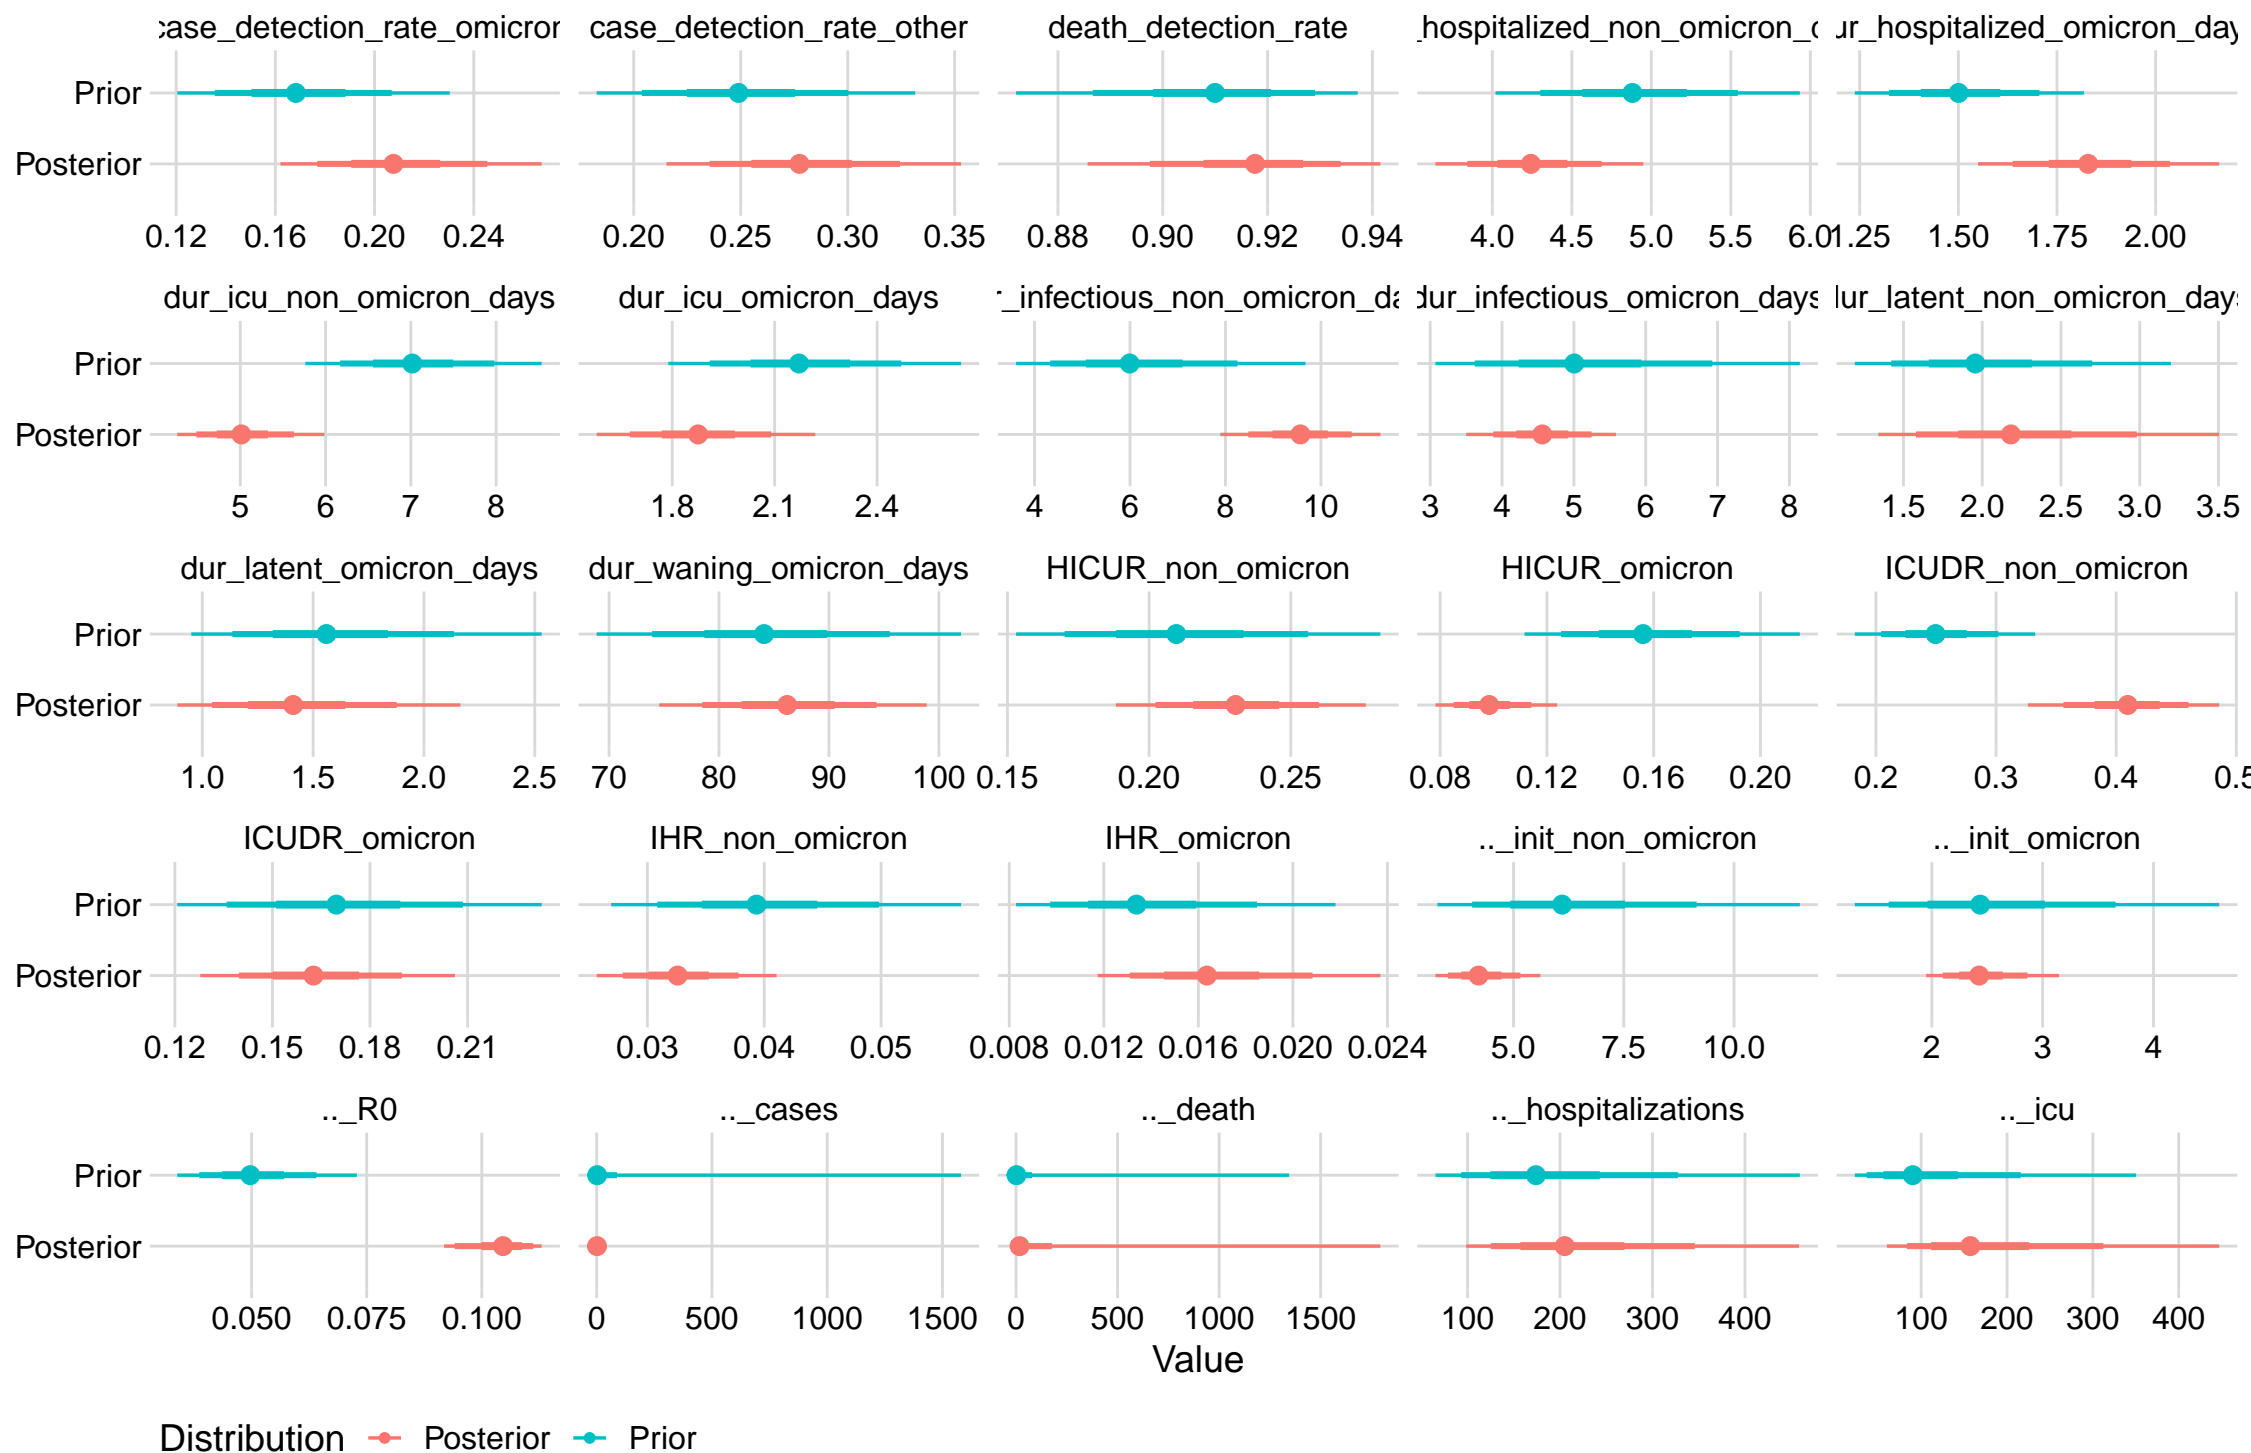 case_detection_rate_omicron case_detection_rate_other death_detection_rate _hospitalized_non_omicron_ ur_hospitalized_omicron_day
Prior
Posterior
0.12 0.16 0.20 0.24 0.20 0.25 0.30 0.35 0.88 0.90 0.92 0.94 4.0 4.5 5.0 5.5 6.0 1.25 1.50 1.75 2.00
dur_icu_non_omicron_days dur_icu_omicron_days r_infectious_non_omicron_da dur_infectious_omicron_days dur_latent_non_omicron_days
Prior
Posterior
5 6 7 8 1.8 2.1 2.4 4 6 8 10 3 4 5 6 7 8 1.5 2.0 2.5 3.0 3.5
dur_latent_omicron_days dur_waning_omicron_days HICUR_non_omicron HICUR_omicron ICUDR_non_omicron
Prior
Posterior
1.0 1.5 2.0 2.5 70 80 90 100 0.15 0.20 0.25 0.08 0.12 0.16 0.20 0.2 0.3 0.4 0.5
ICUDR_omicron IHR_non_omicron IHR_omicron .._init_non_omicron .._init_omicron
Prior
Posterior
0.12 0.15 0.18 0.21 0.03 0.04 0.05 0.008 0.012 0.016 0.020 0.024 5.0 7.5 10.0 2 3 4
.._R0 .._cases .._death .._hospitalizations .._icu
Prior
Posterior
0.050 0.075 0.100 0 500 1000 1500 0 500 1000 1500 100 200 300 400 100 200 300 400
Value
Distribution Posterior Prior